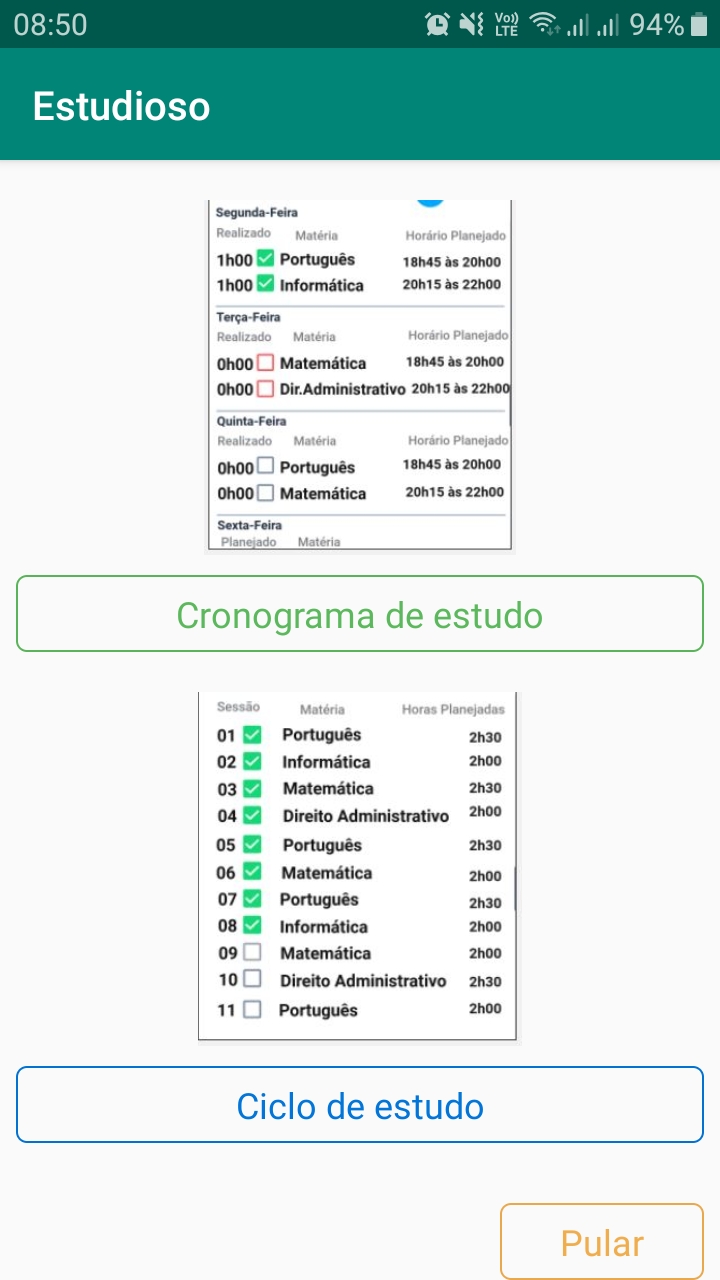 08:50 Vo)) LTE 94%
Estudioso
Segunda-Feira
Realizado Matéria Horário Planejado
1h00 Português 18h45 às 20h00
1h00 Informática 20h15 às 22h00
Terça-Feira
Realizado Matéria Horário Planejado
0h00 Matemática 18h45 às 20h00
0h00 Dir.Administrativo 20h15 às 22h00
Quinta-Feira
Realizado Matéria Horário Planejado
0h00 Português 18h45 às 20h00
0h00 Matemática 20h15 às 22h00
Sexta-Feira
Planejado Matéria
Cronograma de estudo
Sessão Matéria Horas Planejadas
01 Português 2h30
02 Informática 2h00
03 Matemática 2h30
04 Direito Administrativo 2h00
05 Português 2h30
06 Matemática 2h00
07 Português 2h30
08 Informática 2h00
09 Matemática 2h00
10 Direito Administrativo 2h30
11 Português 2h00
Ciclo de estudo
Pular